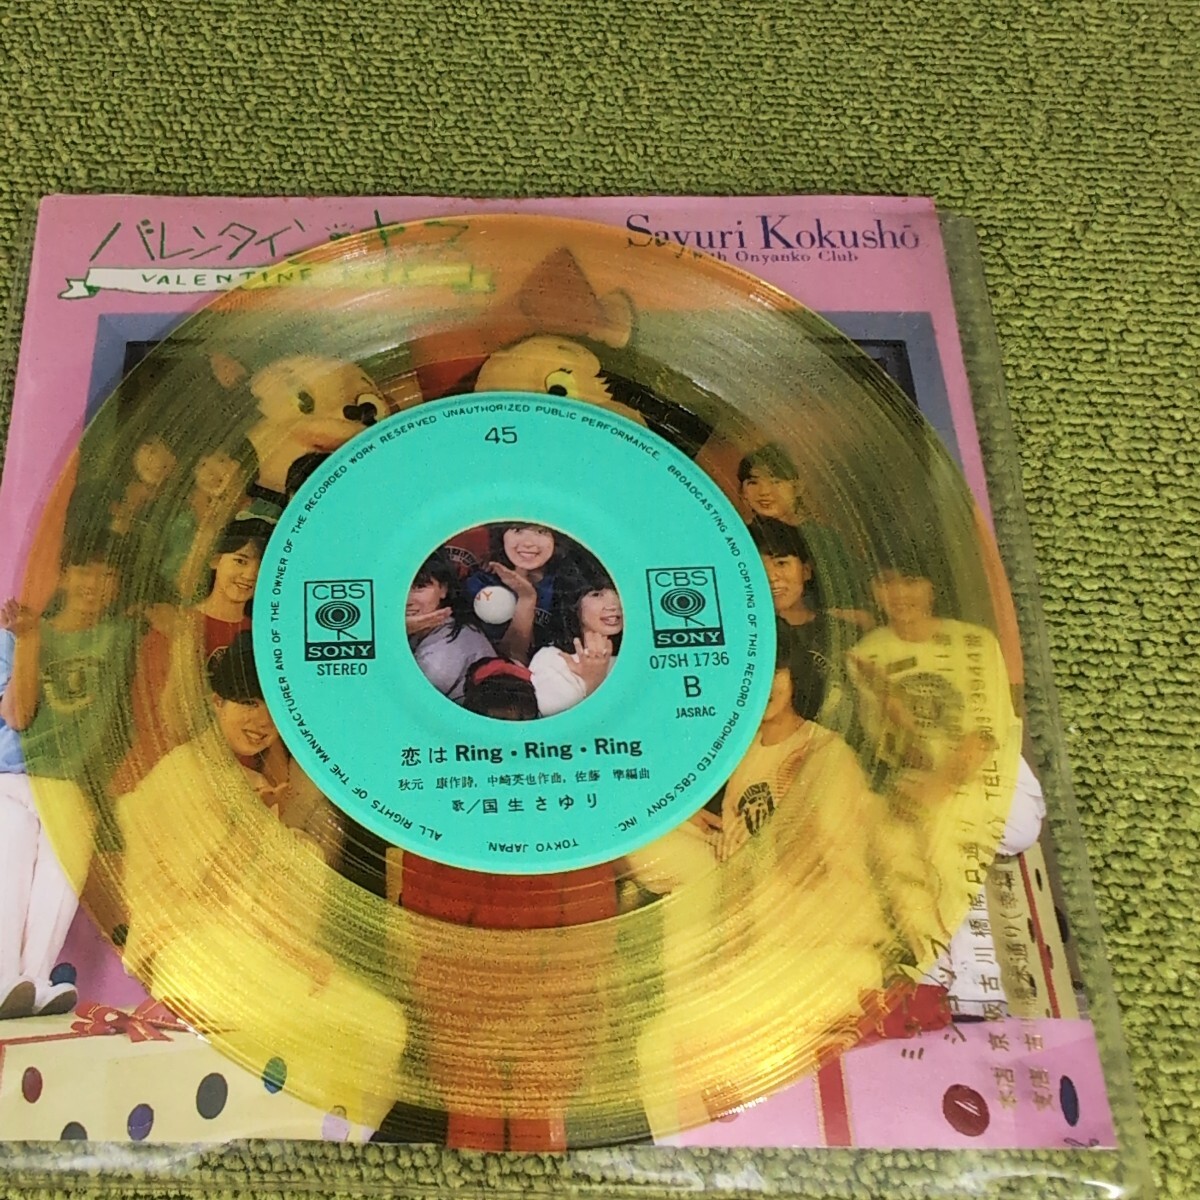 バレンタイン・キッス
VALENTINE
Sayuri Kokushō
with Onyanko Club
ALL RIGHTS OF THE MANUFACTURER AND OF THE OWNER OF THE RECORDED WORK RESERVED UNAUTHORIZED PUBLIC PERFORMANCE. BROADCASTING AND COPYING OF THIS RECORD PROHIBITED CBS/SONY INC. TOKYO JAPAN.
45
CBS
SONY
STEREO
CBS
SONY
07SH 1736
B
JASRAC
恋は Ring・Ring・Ring
秋元 康作詩, 中崎英也作曲, 佐藤 準編曲
歌／国生さゆり